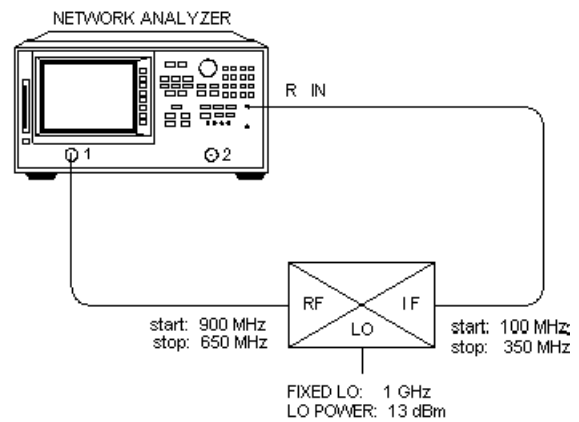 NETWORK ANALYZER
R IN
1
2
RF
IF
LO
start: 900 MHz
stop: 650 MHz
start: 100 MHz;
stop: 350 MHz
FIXED LO: 1 GHz
LO POWER: 13 dBm